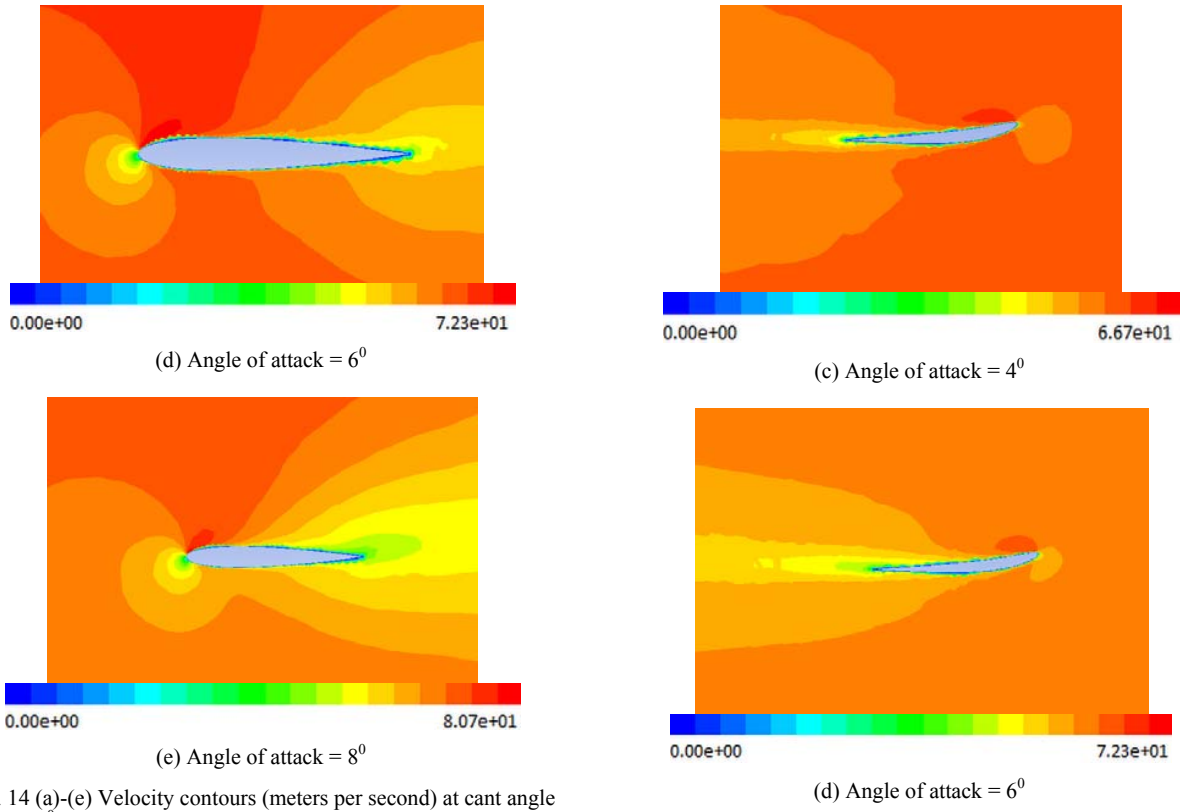 0.00e+00 7.23e+01
(d) Angle of attack = 6⁰
0.00e+00 8.07e+01
(e) Angle of attack = 8⁰
14 (a)-(e) Velocity contours (meters per second) at cant angle
0.00e+00 6.67e+01
(c) Angle of attack = 4⁰
0.00e+00 7.23e+01
(d) Angle of attack = 6⁰